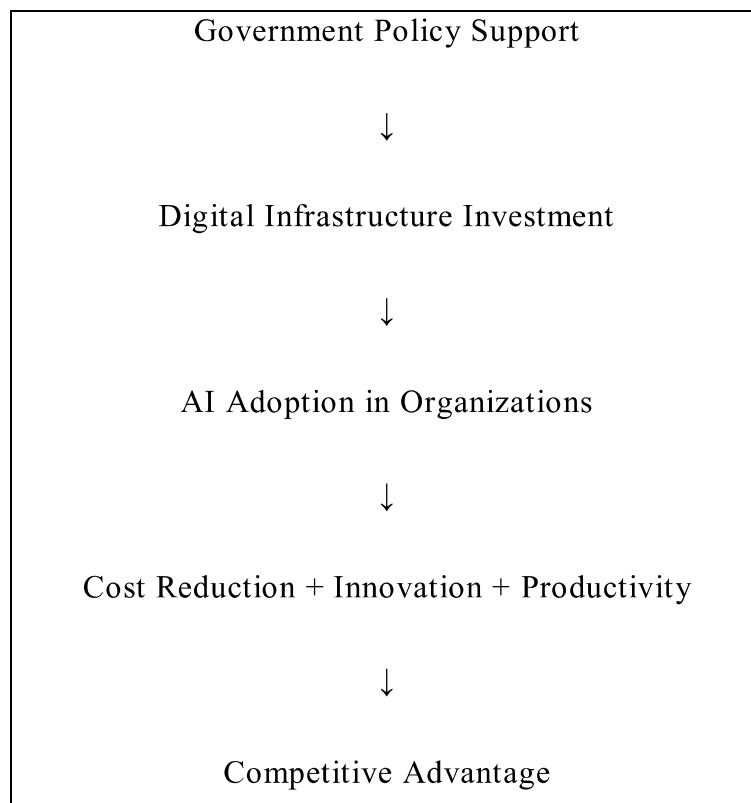 Government Policy Support
↓
Digital Infrastructure Investment
↓
AI Adoption in Organizations
↓
Cost Reduction + Innovation + Productivity
↓
Competitive Advantage